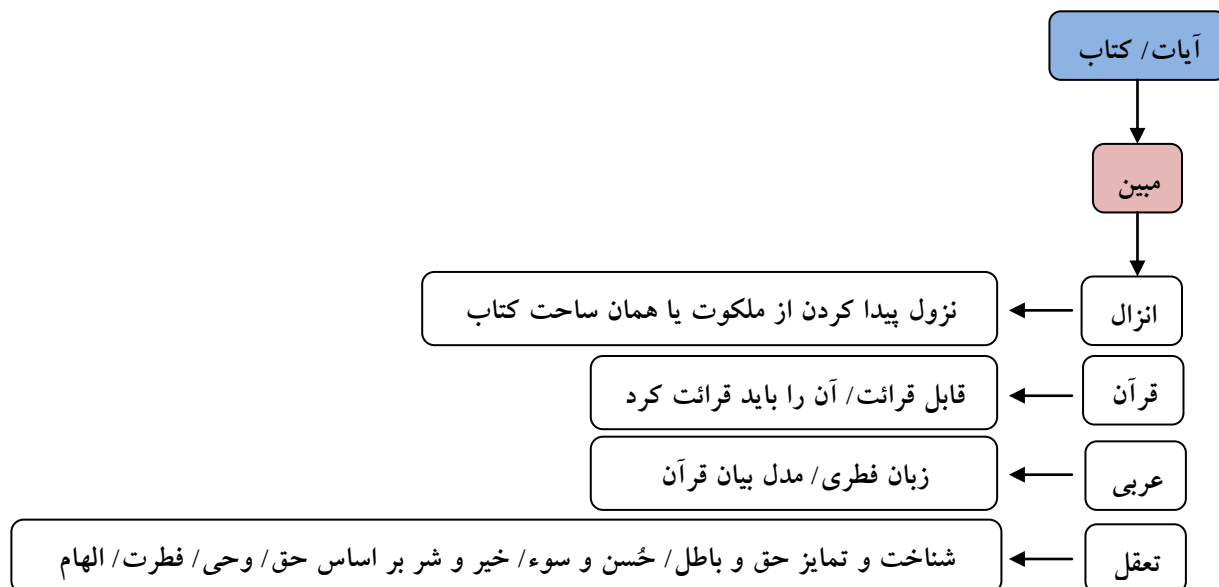 آیات/ کتاب
مبین
انزال
نزول پیدا کردن از ملکوت یا همان ساحت کتاب
قرآن
قابل قرائت/ آن را باید قرائت کرد
عربی
زبان فطری/ مدل بیان قرآن
تعقل
شناخت و تمایز حق و باطل/ حُسن و سوء/ خیر و شر بر اساس حق/ وحی/ فطرت/ الهام